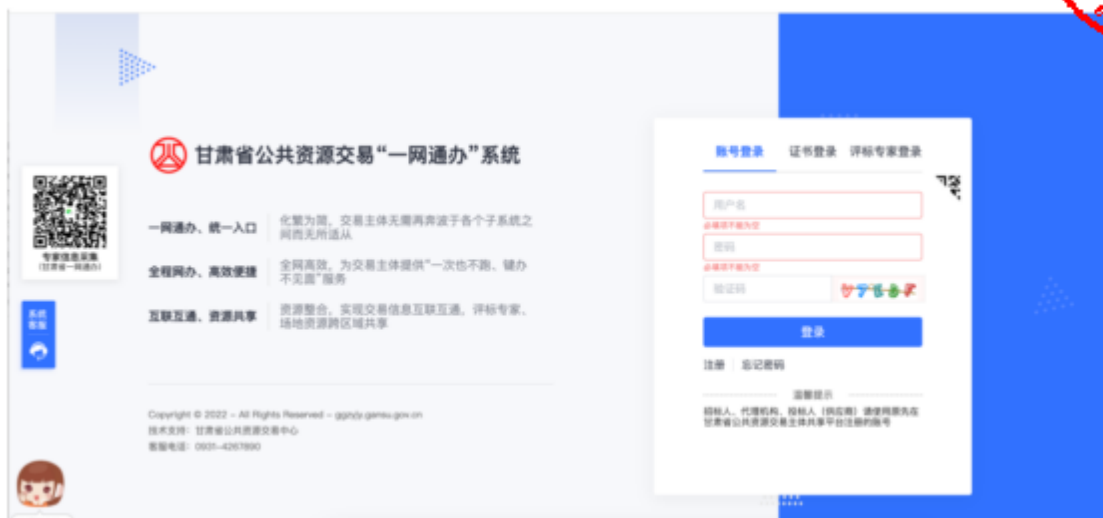 甘肃省公共资源交易“一网通办”系统
一网通办、统一入口
化繁为简，交易主体无需再奔波于各个子系统之
间而无所适从
全程网办、高效便捷
全网高效，为交易主体提供“一次也不跑、键办
不见面”服务
互联互通、资源共享
资源整合，实现交易信息互联互通，评标专家、
场地资源跨区域共享
Copyright © 2022 – All Rights Reserved – ggzyjy.gansu.gov.cn
技术支持：甘肃省公共资源交易中心
客服电话：0931-4267890
专家信息采集
(甘肃省一网通办)
系统
客服
账号登录 证书登录 评标专家登录
用户名
必填项不能为空
密码
必填项不能为空
验证码
登录
注册 忘记密码
温馨提示
招标人、代理机构、投标人（供应商）请使用原先在
甘肃省公共资源交易主体共享平台注册的账号